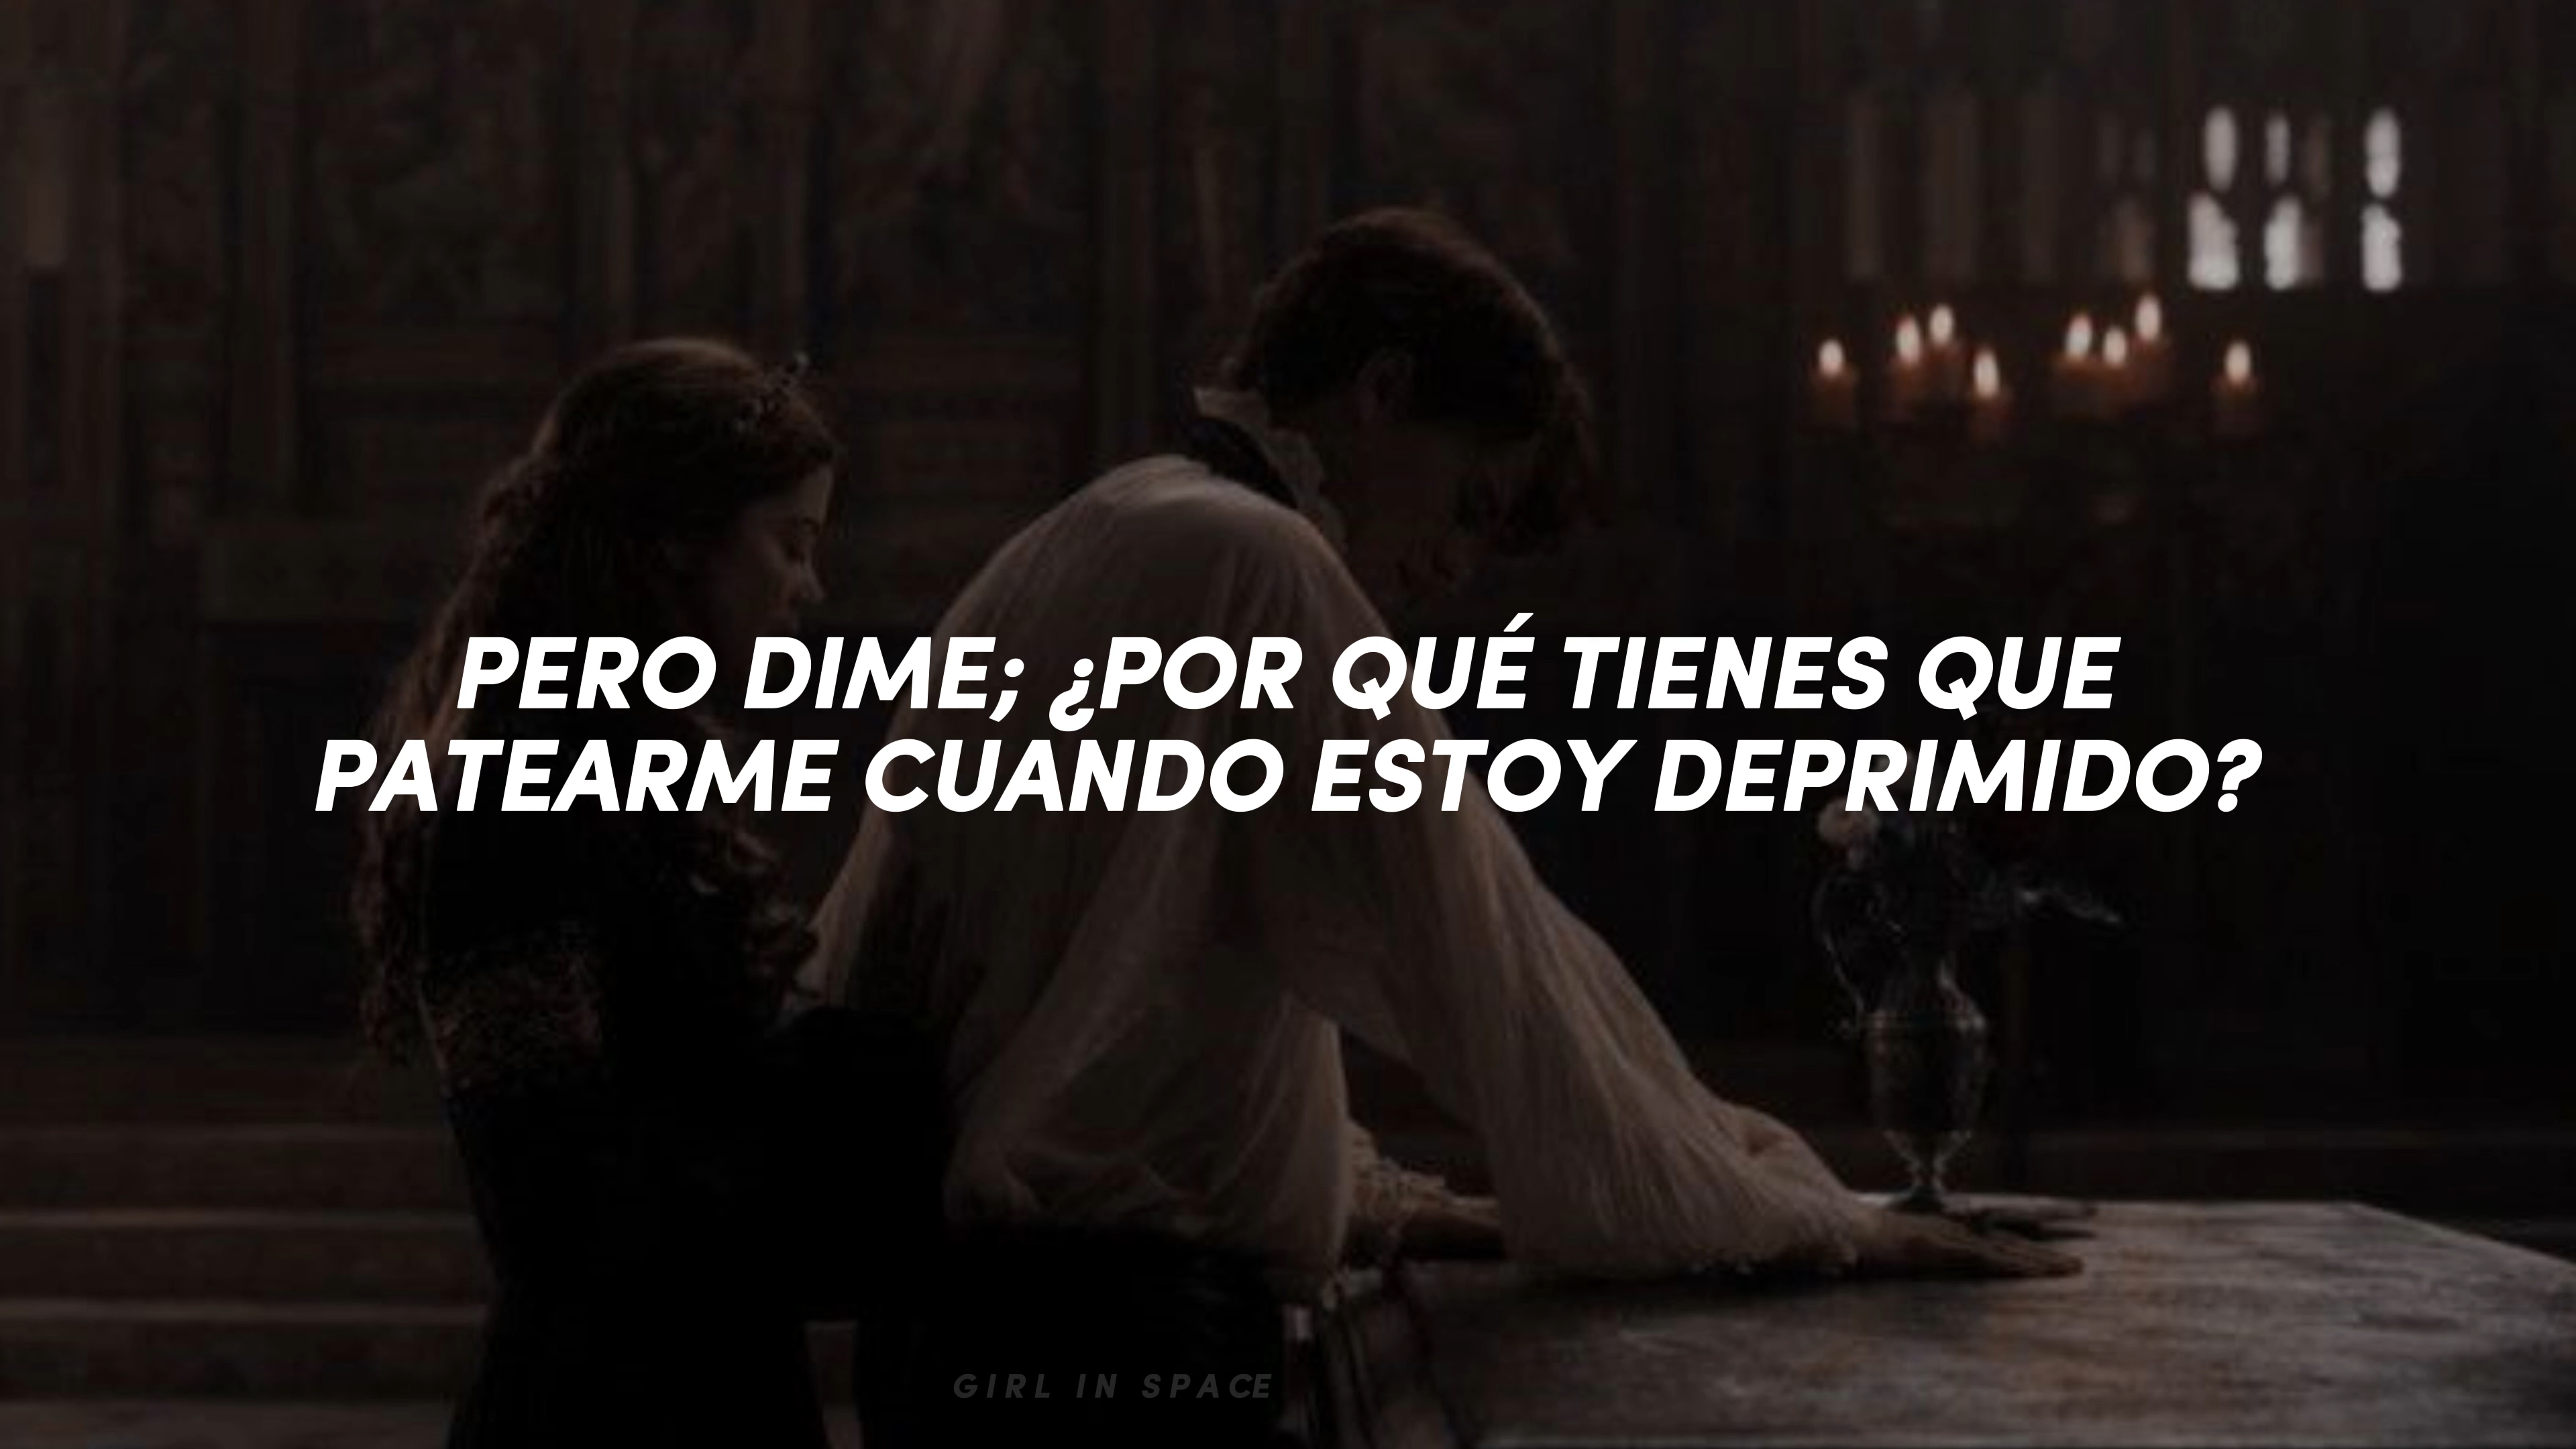 PERO DIME; ¿POR QUÉ TIENES QUE
PATEARME CUANDO ESTOY DEPRIMIDO?
GIRL IN SPACE